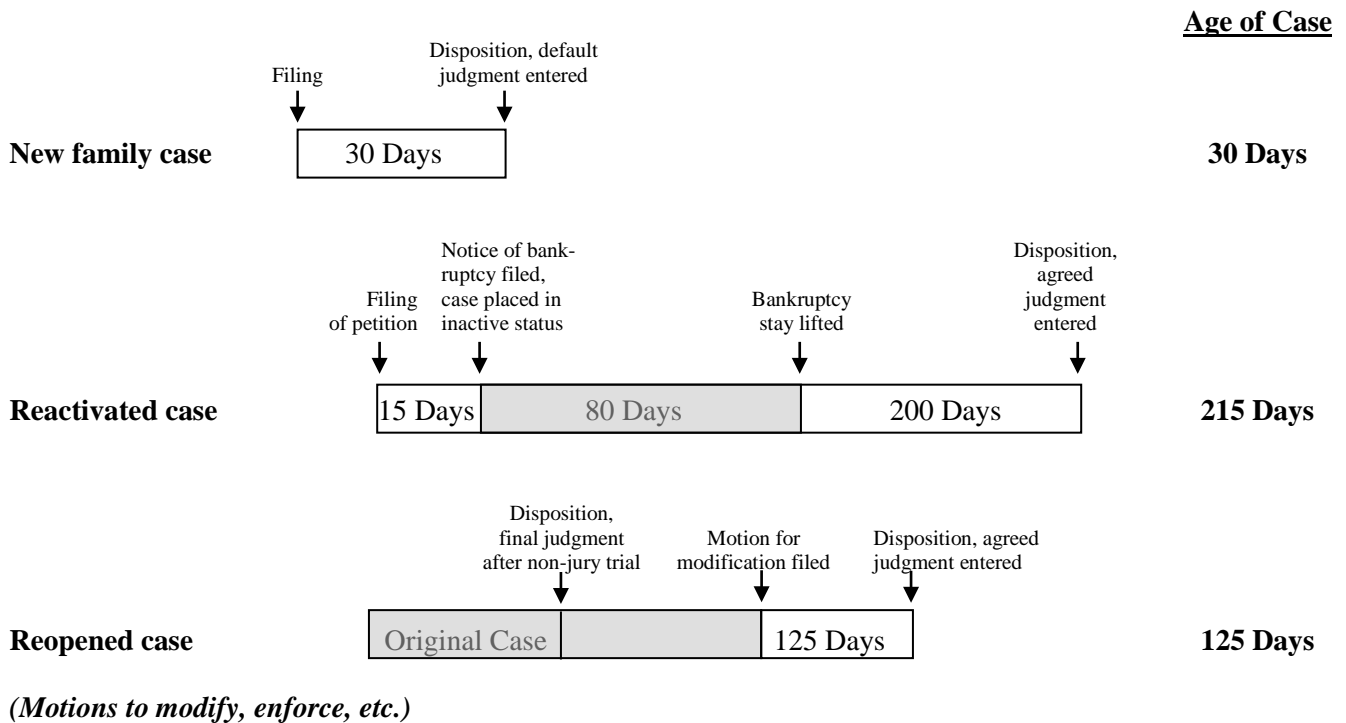 Age of Case
Disposition, default
judgment entered
Filing
New family case
30 Days
30 Days
Notice of bank-
ruptcy filed,
case placed in
inactive status
Filing
of petition
Bankruptcy
stay lifted
Disposition,
agreed
judgment
entered
Reactivated case
15 Days
80 Days
200 Days
215 Days
Disposition,
final judgment
after non-jury trial
Motion for
modification filed
Disposition, agreed
judgment entered
Reopened case
Original Case
125 Days
125 Days
(Motions to modify, enforce, etc.)